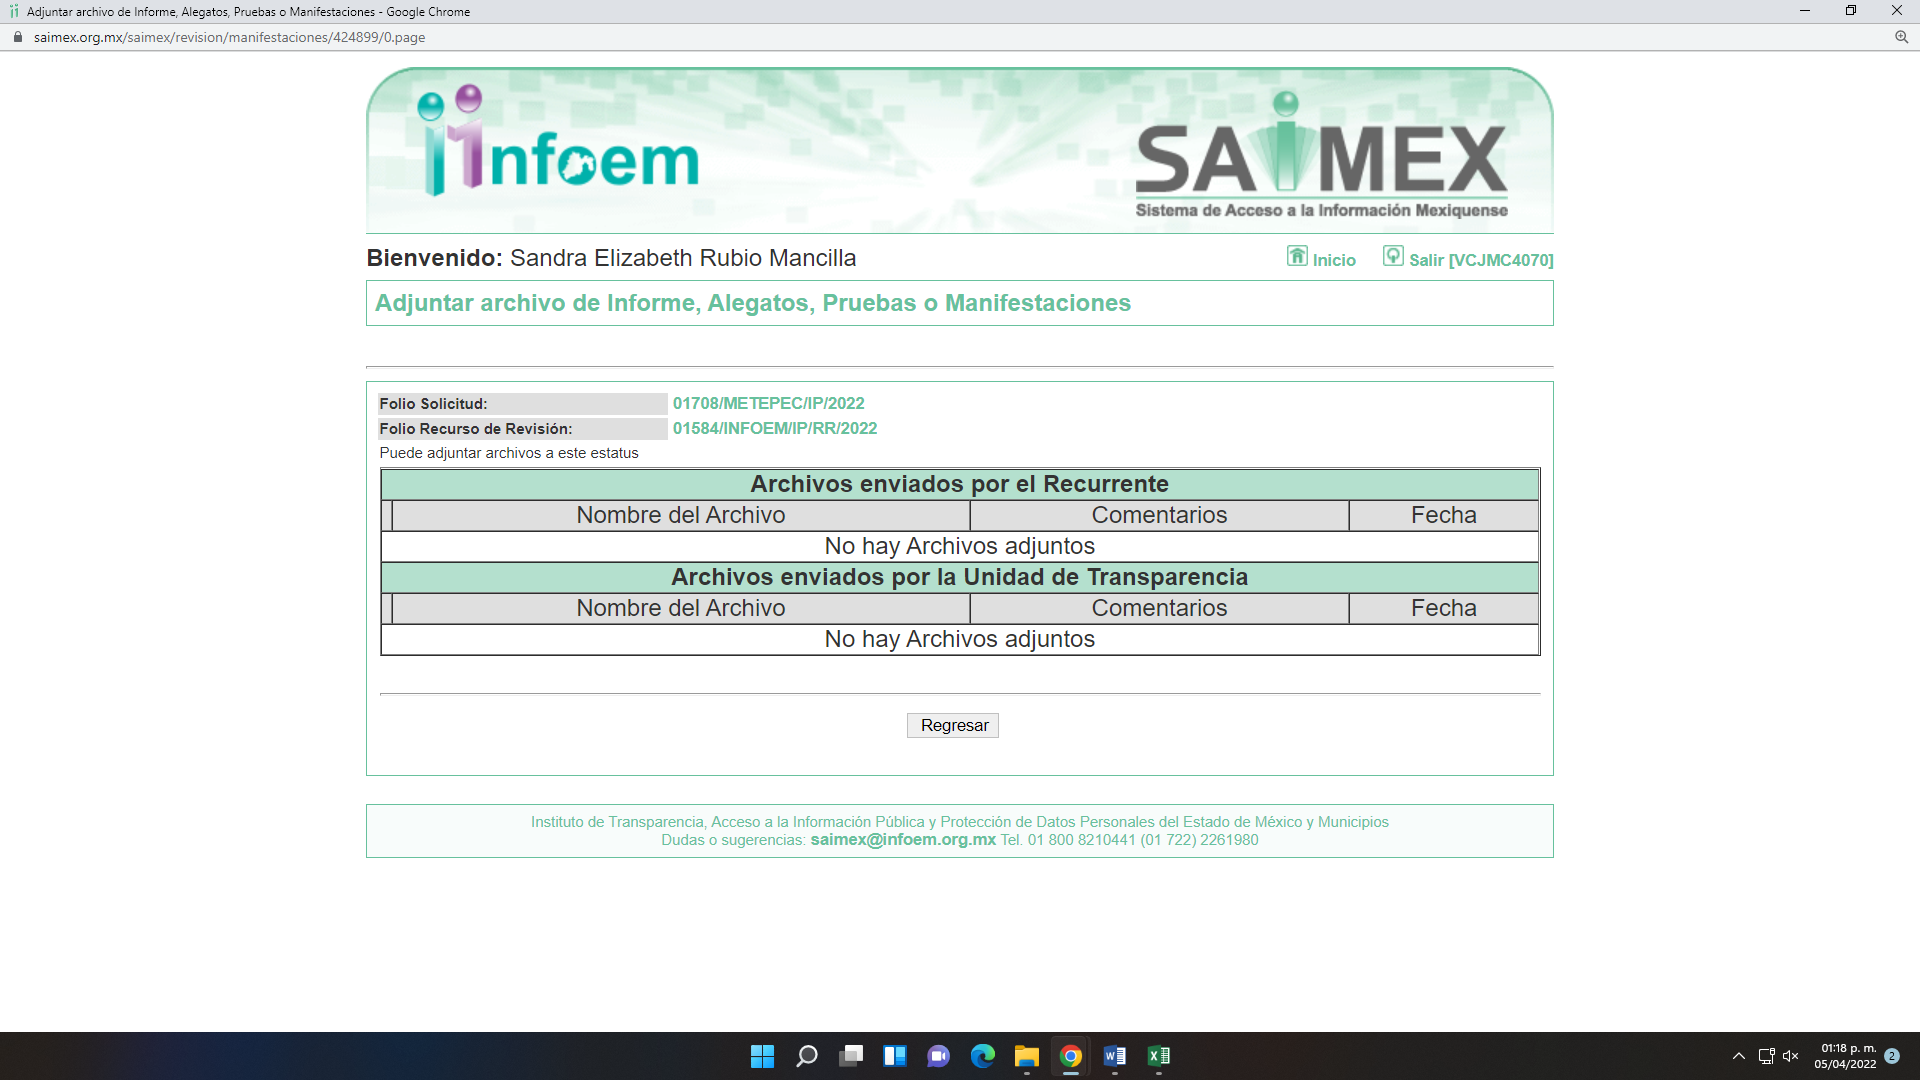 Adjuntar archivo de Informe, Alegatos, Pruebas o Manifestaciones - Google Chrome
saimex.org.mx/saimex/revision/manifestaciones/424899/0.page
infoem
SAIMEX
Sistema de Acceso a la Información Mexiquense
Bienvenido: Sandra Elizabeth Rubio Mancilla
Inicio Salir [VCJMC4070]
Adjuntar archivo de Informe, Alegatos, Pruebas o Manifestaciones
Folio Solicitud: 01708/METEPEC/IP/2022
Folio Recurso de Revisión: 01584/INFOEM/IP/RR/2022
Puede adjuntar archivos a este estatus
Archivos enviados por el Recurrente
Nombre del Archivo Comentarios Fecha
No hay Archivos adjuntos
Archivos enviados por la Unidad de Transparencia
Nombre del Archivo Comentarios Fecha
No hay Archivos adjuntos
Regresar
Instituto de Transparencia, Acceso a la Información Pública y Protección de Datos Personales del Estado de México y Municipios
Dudas o sugerencias: saimex@infoem.org.mx Tel. 01 800 8210441 (01 722) 2261980
01:18 p. m.
05/04/2022
2